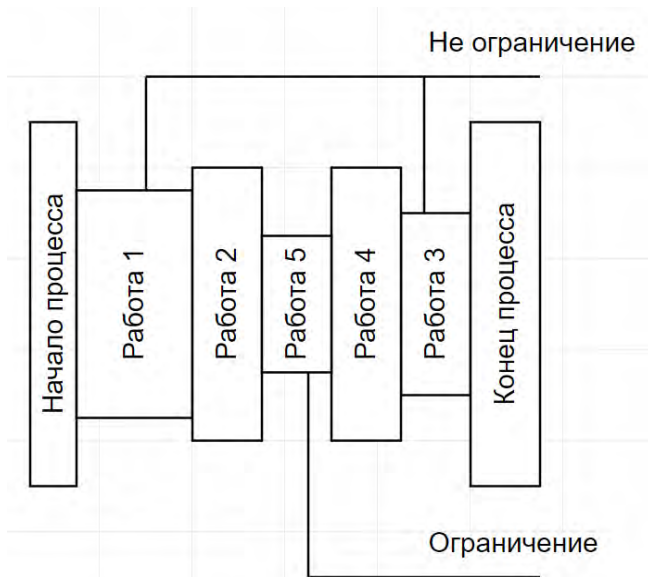 Не ограничение
Начало процесса
Работа 1
Работа 2
Работа 5
Работа 4
Работа 3
Конец процесса
Ограничение